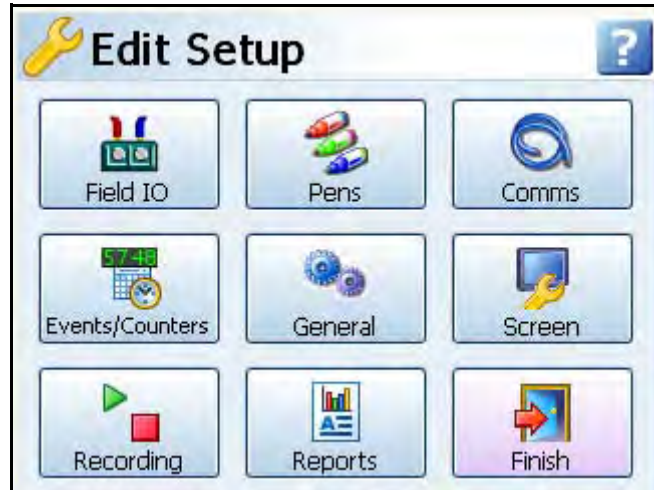 Edit Setup
?
Field IO
Pens
Comms
57:48
Events/Counters
General
Screen
Recording
Reports
Finish